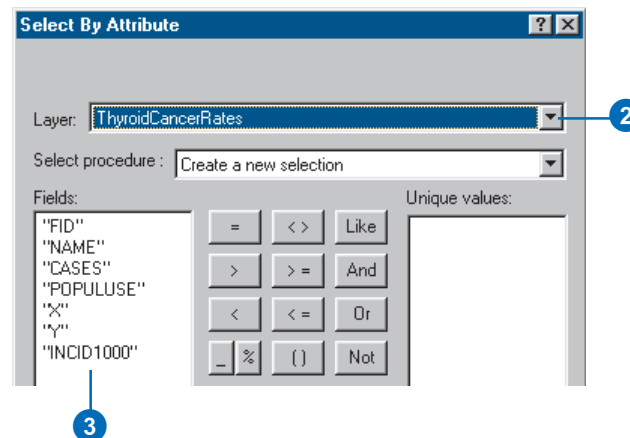 Select By Attribute ? ×
Layer: ThyroidCancerRates
2
Select procedure : Create a new selection
Fields: Unique values:
"FID"
"NAME"
"CASES"
"POPULUSE"
"X"
"Y"
"INCID1000"
= < > Like
> > = And
< < = Or
_ % ( ) Not
3